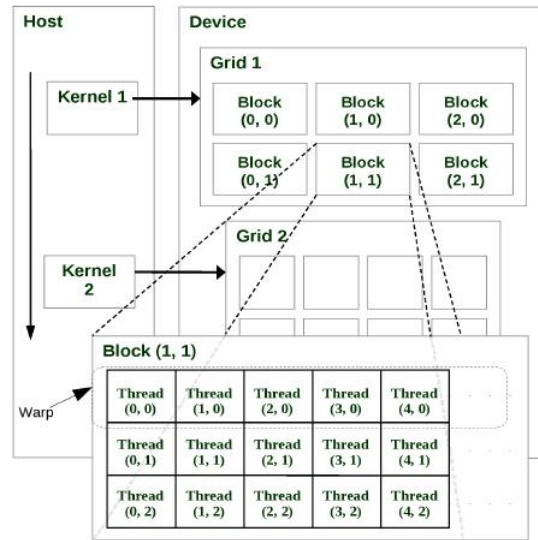 Host
Device
Grid 1
Kernel 1
Block Block Block
(0, 0) (1, 0) (2, 0)
Block Block Block
(0, 1) (1, 1) (2, 1)
Grid 2
Kernel
2
Block (1, 1)
Warp
Thread Thread Thread Thread Thread
(0, 0) (1, 0) (2, 0) (3, 0) (4, 0)
Thread Thread Thread Thread Thread
(0, 1) (1, 1) (2, 1) (3, 1) (4, 1)
Thread Thread Thread Thread Thread
(0, 2) (1, 2) (2, 2) (3, 2) (4, 2)